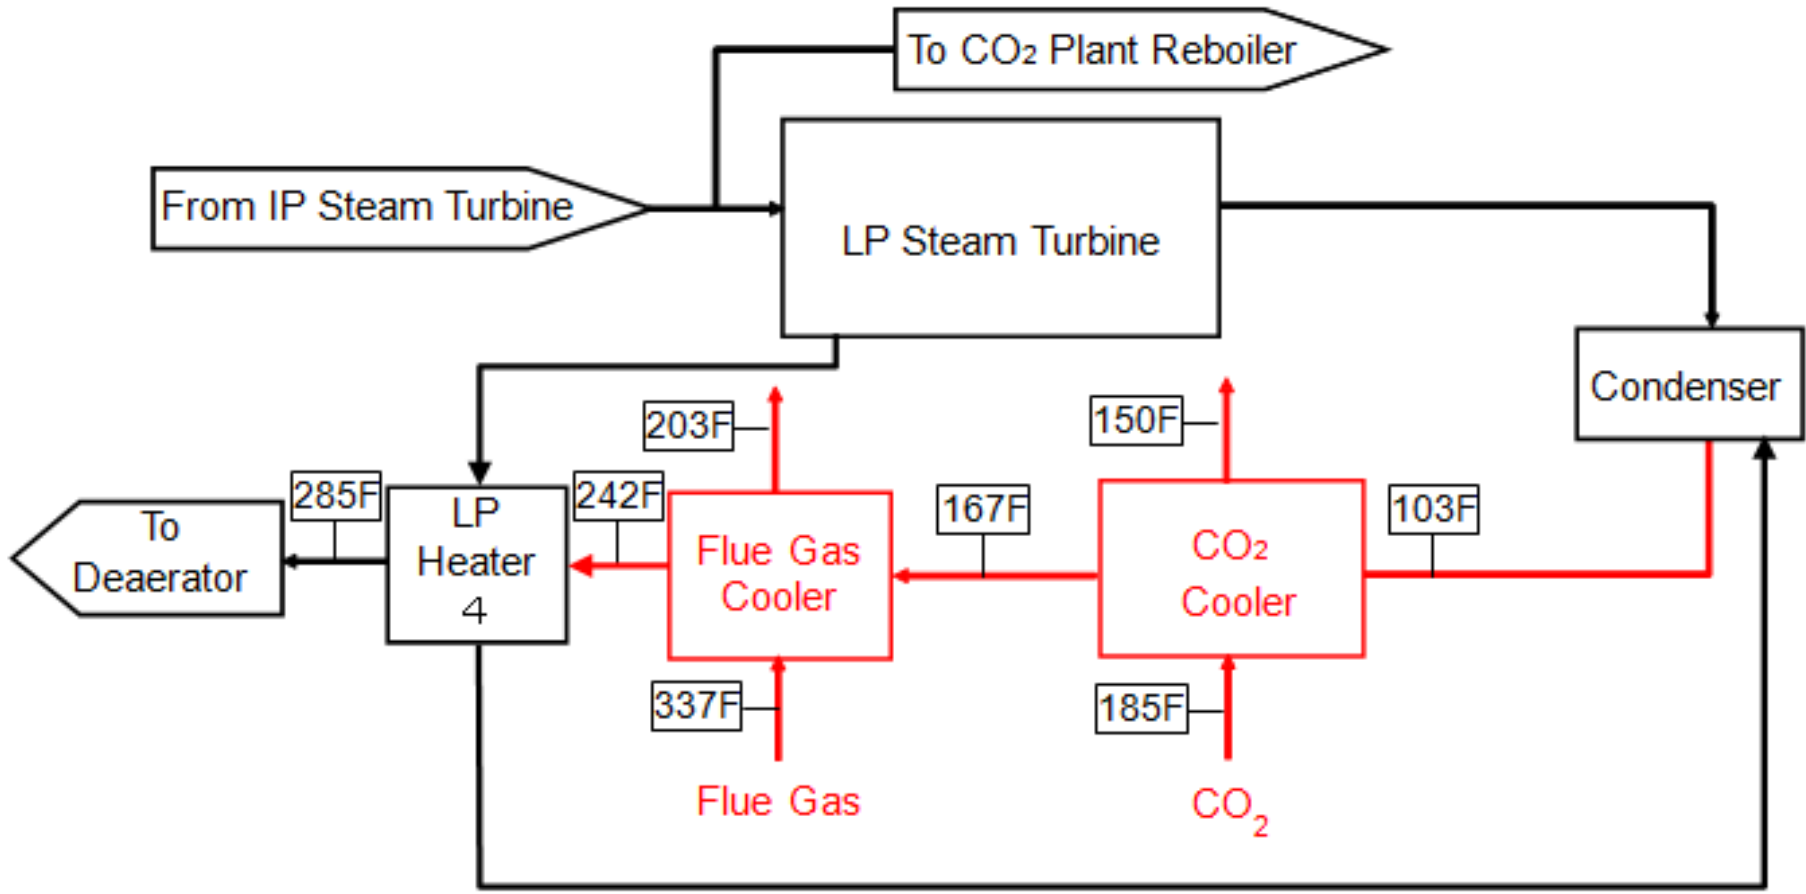 To CO₂ Plant Reboiler
From IP Steam Turbine
LP Steam Turbine
Condenser
203F
150F
285F
242F
167F
103F
To
Deaerator
LP
Heater
4
Flue Gas
Cooler
CO₂
Cooler
337F
185F
Flue Gas
CO₂